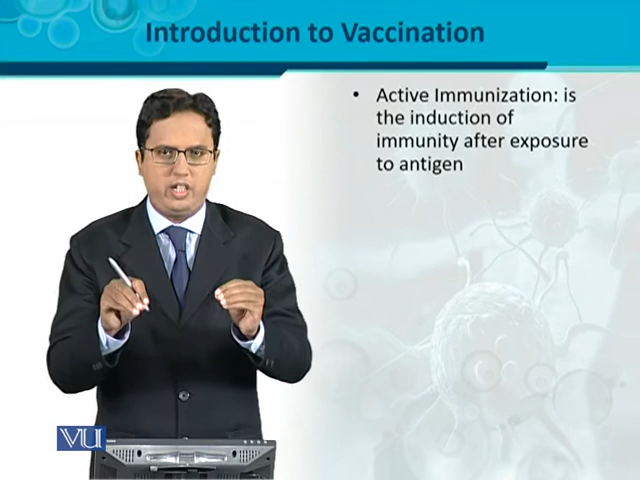 Introduction to Vaccination
• Active Immunization: is
the induction of
immunity after exposure
to antigen
VU